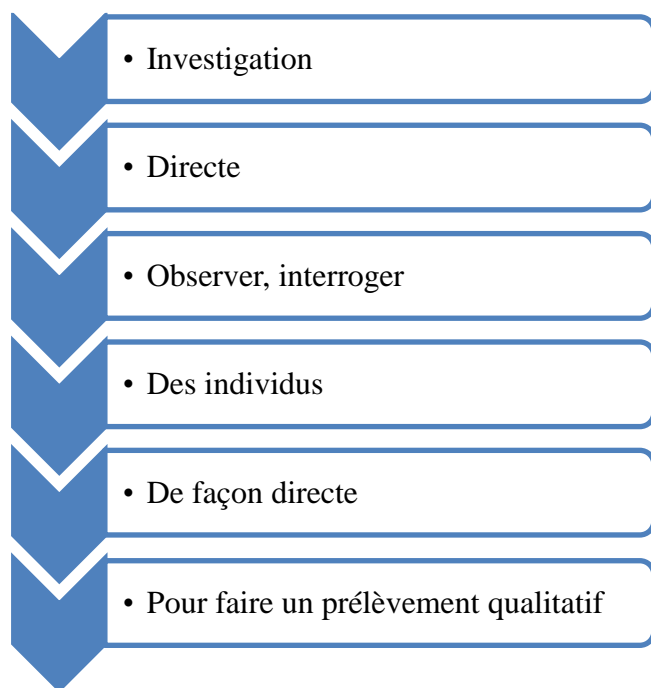 • Investigation
• Directe
• Observer, interroger
• Des individus
• De façon directe
• Pour faire un prélèvement qualitatif